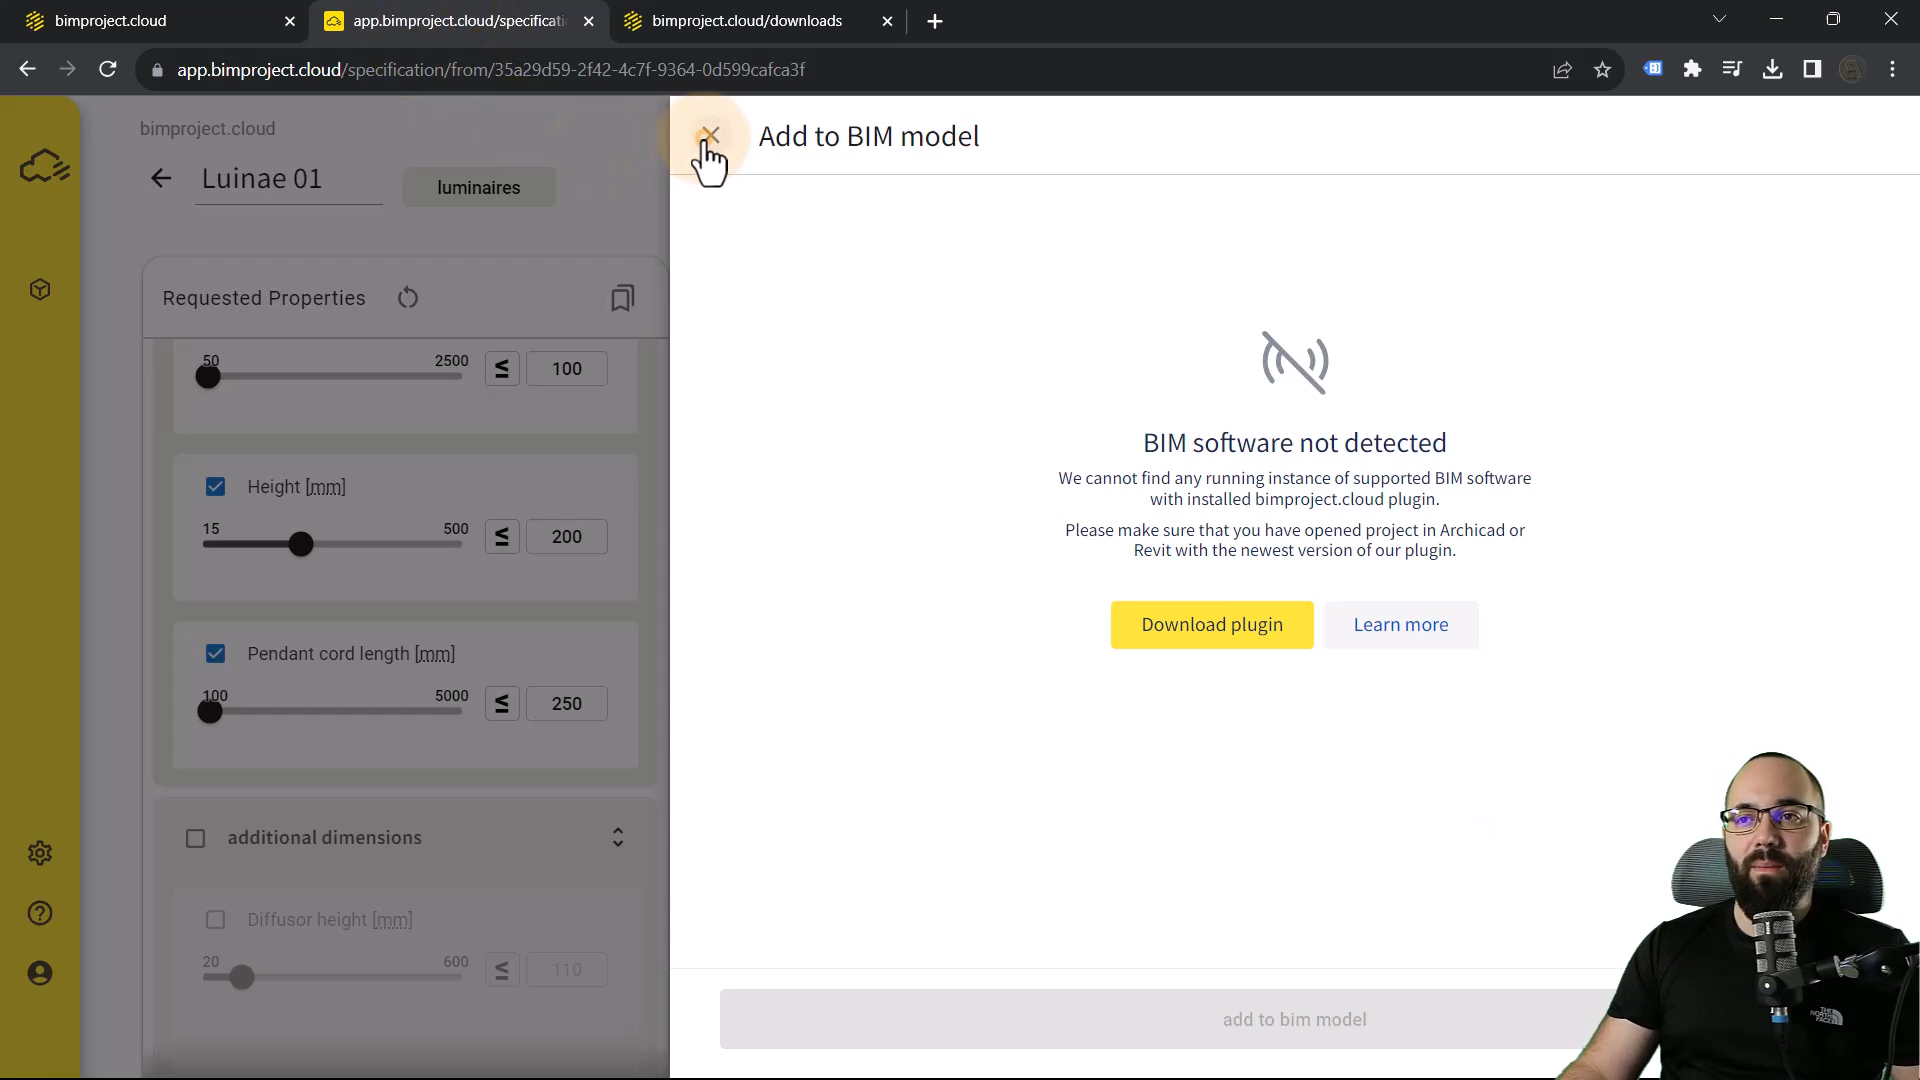 bimproject.cloud
app.bimproject.cloud/specificati
bimproject.cloud/downloads
app.bimproject.cloud/specification/from/35a29d59-2f42-4c7f-9364-0d599cafca3f
bimproject.cloud
Luinae 01
luminaires
Requested Properties
50
2500
≤
100
Height [mm]
15
500
≤
200
Pendant cord length [mm]
100
5000
≤
250
additional dimensions
Diffusor height [mm]
20
600
≤
110
Add to BIM model
BIM software not detected
We cannot find any running instance of supported BIM software
with installed bimproject.cloud plugin.
Please make sure that you have opened project in Archicad or
Revit with the newest version of our plugin.
Download plugin
Learn more
add to bim model
THE
NORTH
FACE